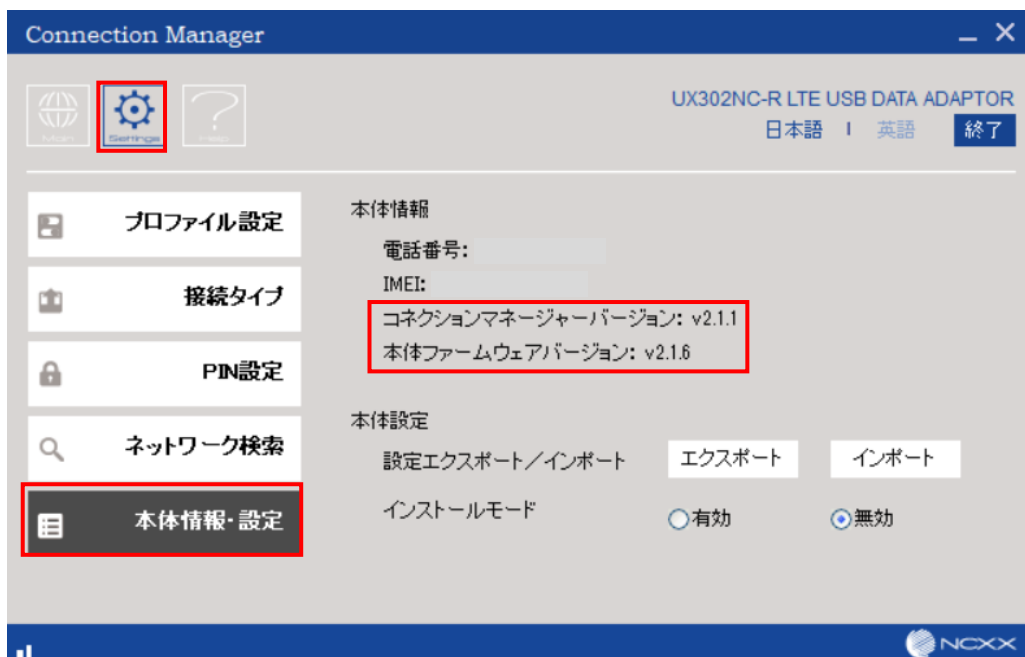 Connection Manager
Settings
UX302NC-R LTE USB DATA ADAPTOR
日本語 | 英語 終了
プロファイル設定
接続タイプ
PIN設定
ネットワーク検索
本体情報・設定
本体情報
電話番号:
IMEI:
コネクションマネージャーバージョン: v2.1.1
本体ファームウェアバージョン: v2.1.6
本体設定
設定エクスポート/インポート エクスポート インポート
インストールモード 有効 無効
NCXX